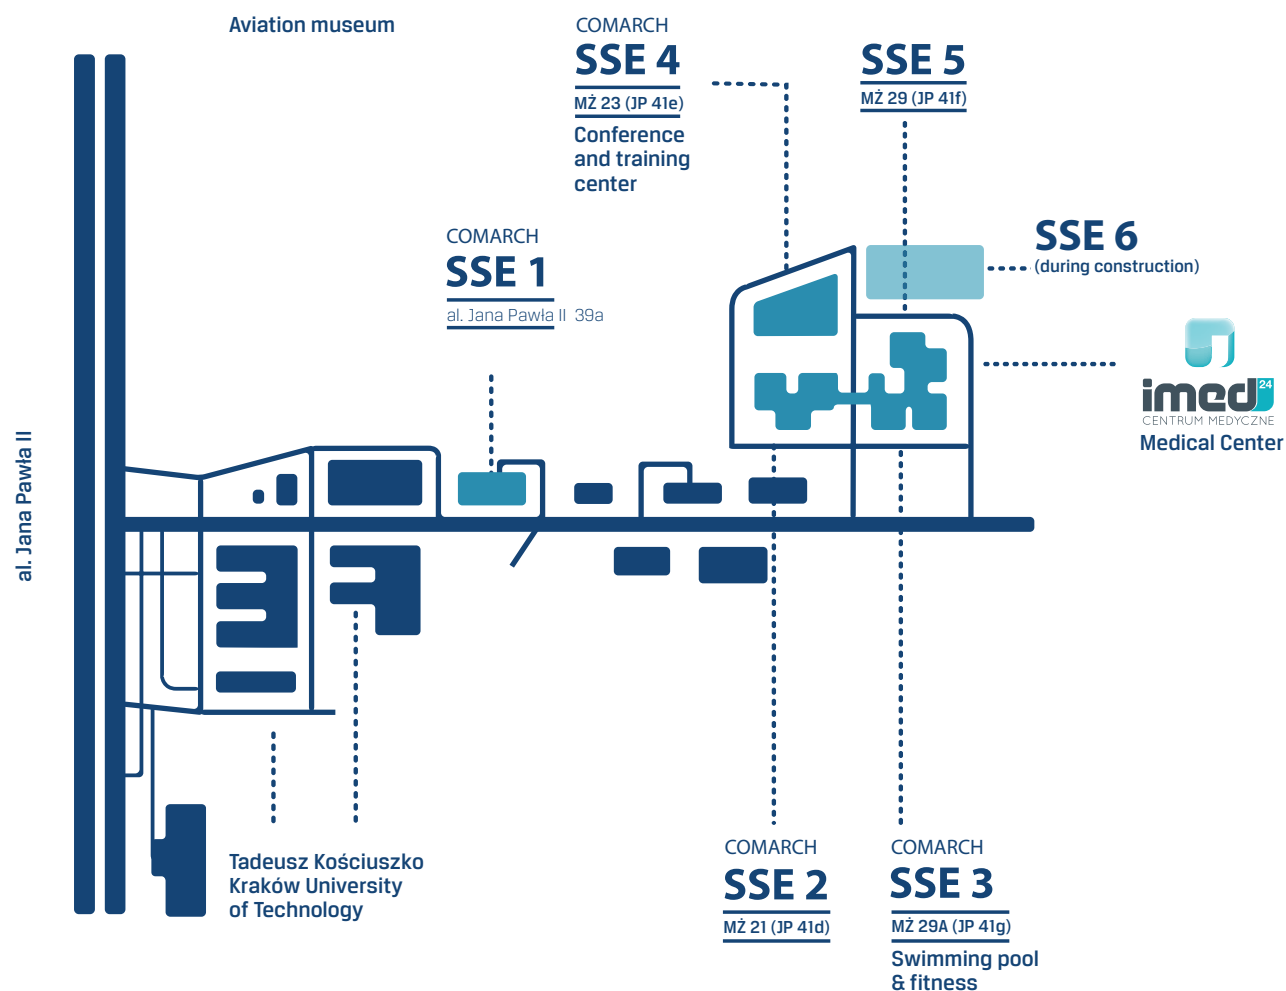 Aviation museum
COMARCH
SSE 4
MŻ 23 (JP 41e)
Conference
and training
center
SSE 5
MŻ 29 (JP 41f)
COMARCH
SSE 1
al. Jana Pawła II 39a
SSE 6
(during construction)
imed24
CENTRUM MEDYCZNE
Medical Center
al. Jana Pawła II
Tadeusz Kościuszko
Kraków University
of Technology
COMARCH
SSE 2
MŻ 21 (JP 41d)
COMARCH
SSE 3
MŻ 29A (JP 41g)
Swimming pool
& fitness